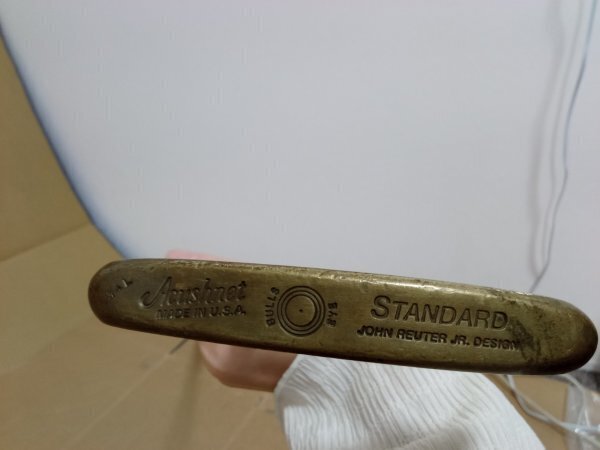 Acushnet
MADE IN U.S.A.
BULLS EYE
STANDARD
JOHN REUTER JR. DESIGN